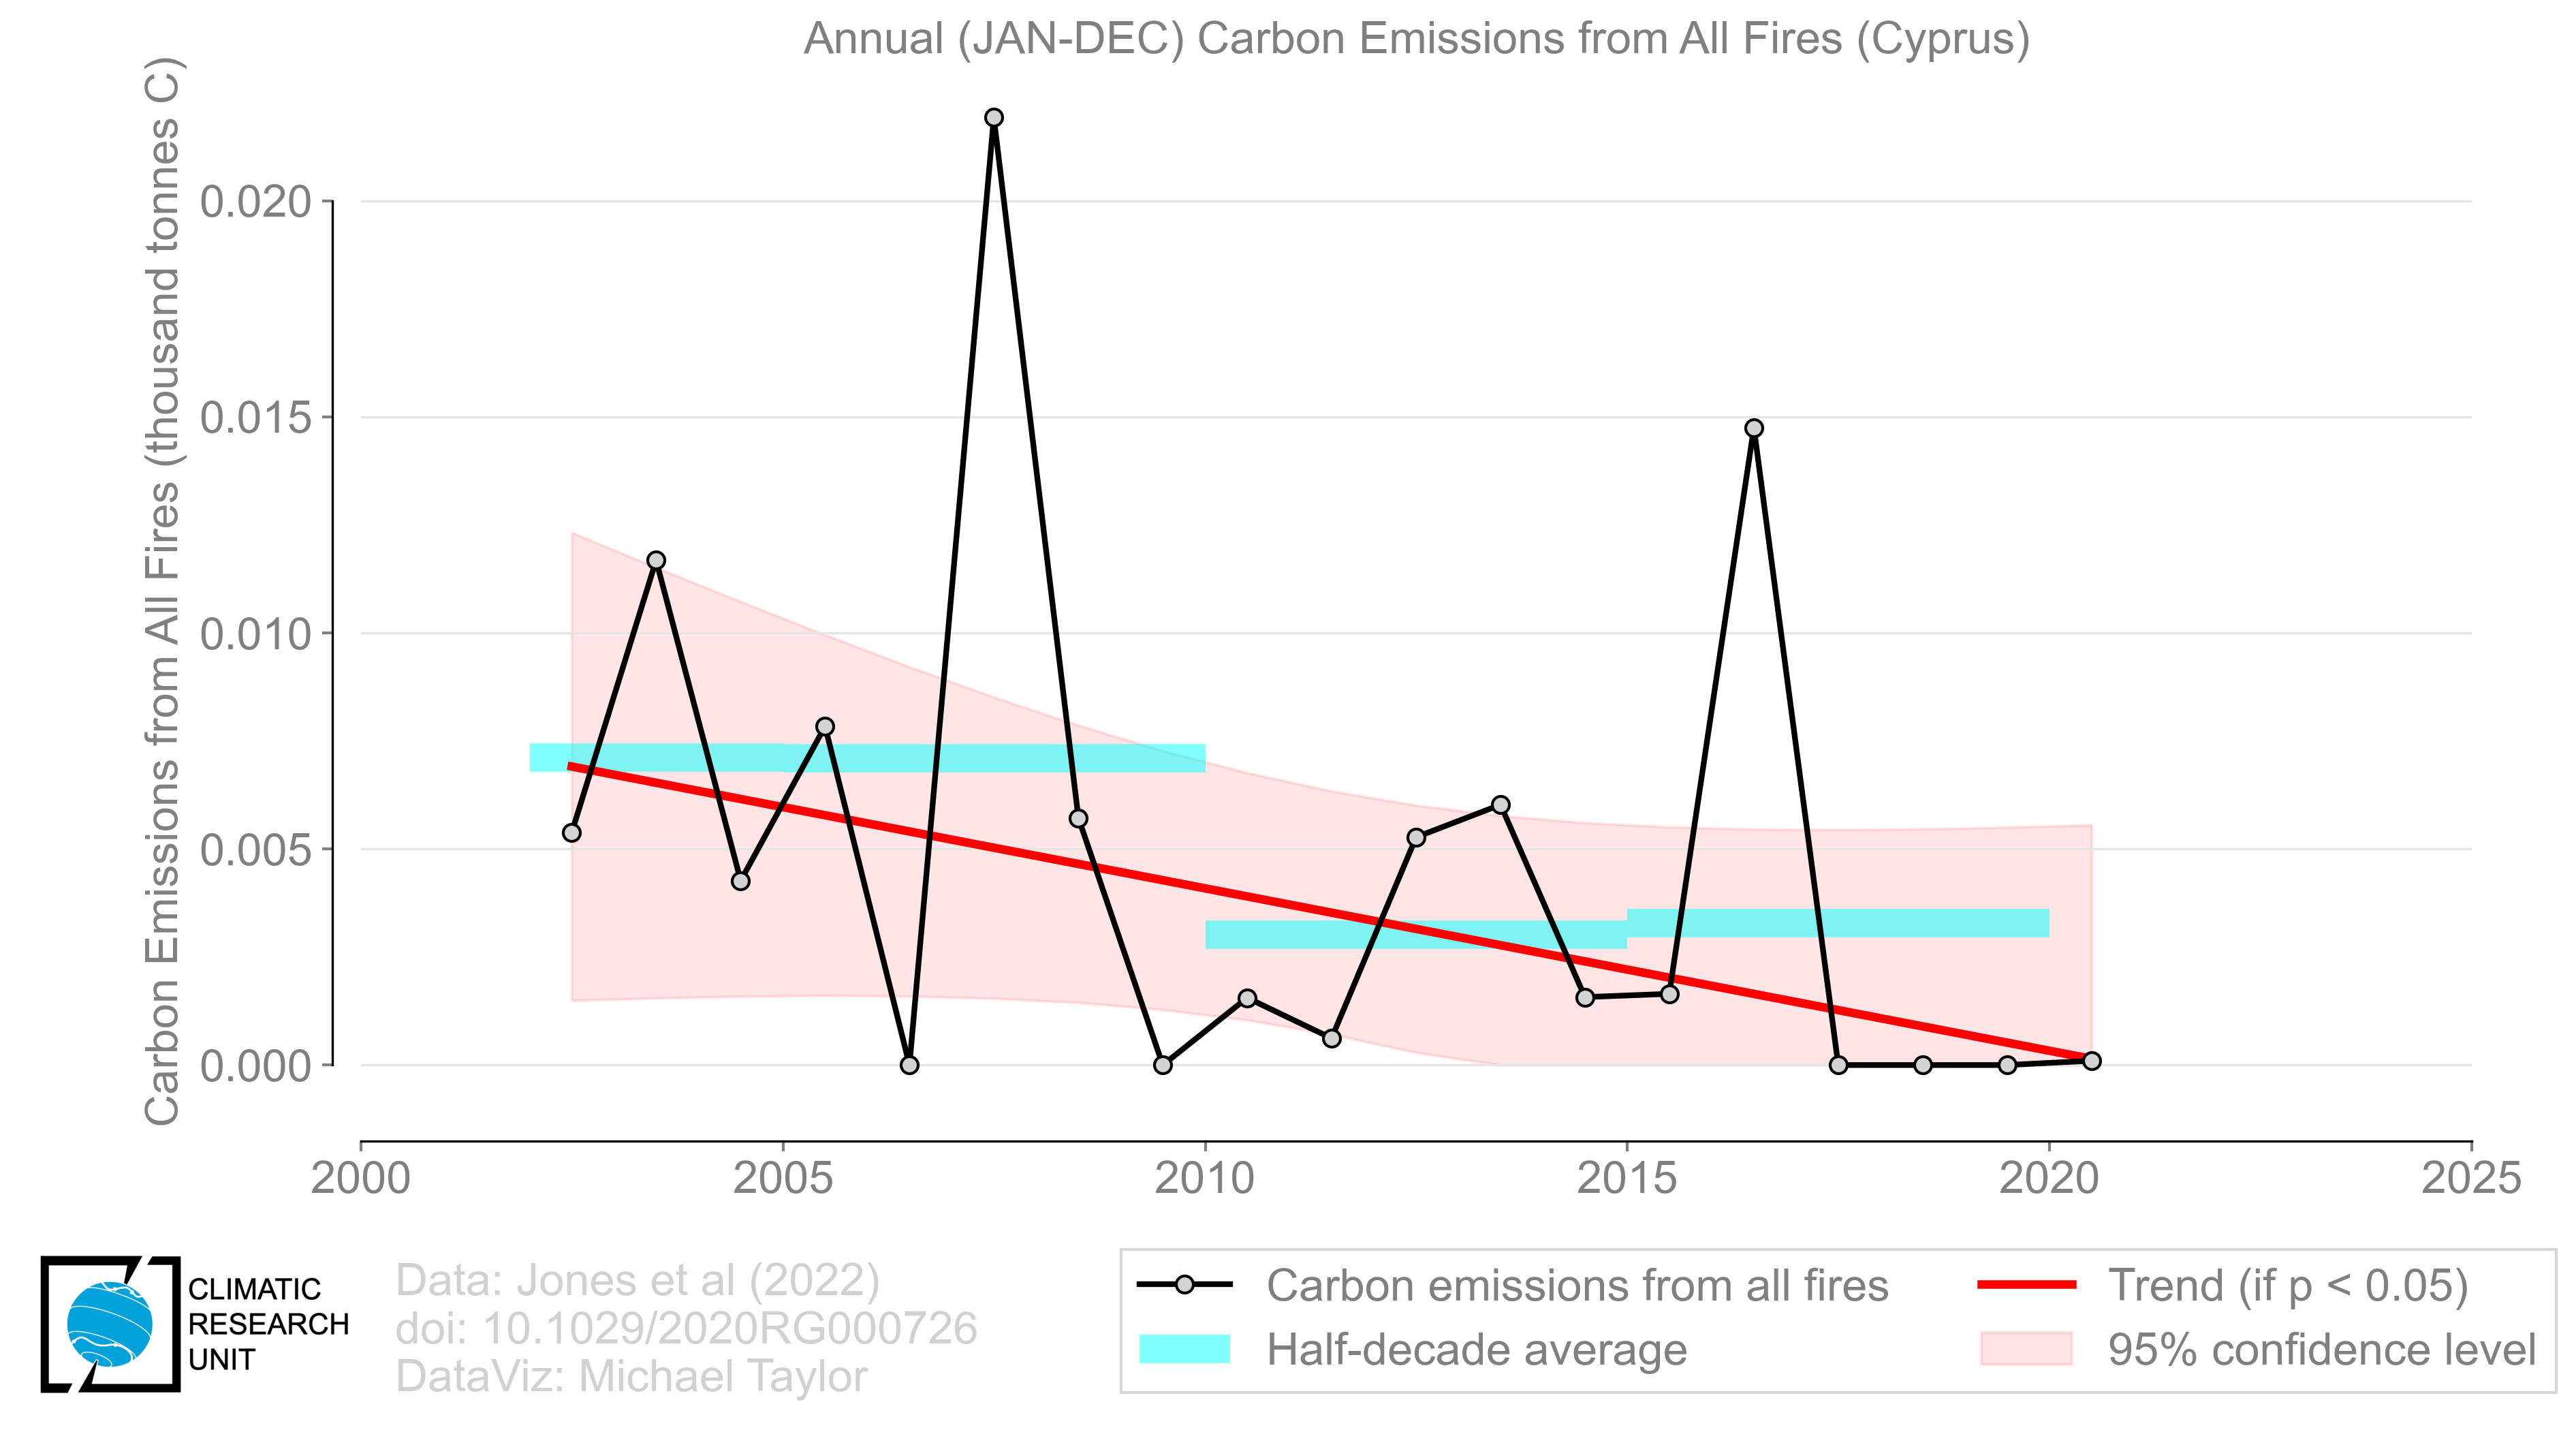 Annual (JAN-DEC) Carbon Emissions from All Fires (Cyprus)
Carbon Emissions from All Fires (thousand tonnes C)
0.020
0.015
0.010
0.005
0.000
2000
2005
2010
2015
2020
2025
CLIMATIC
RESEARCH
UNIT
Data: Jones et al (2022)
doi: 10.1029/2020RG000726
DataViz: Michael Taylor
Carbon emissions from all fires
Half-decade average
Trend (if p < 0.05)
95% confidence level